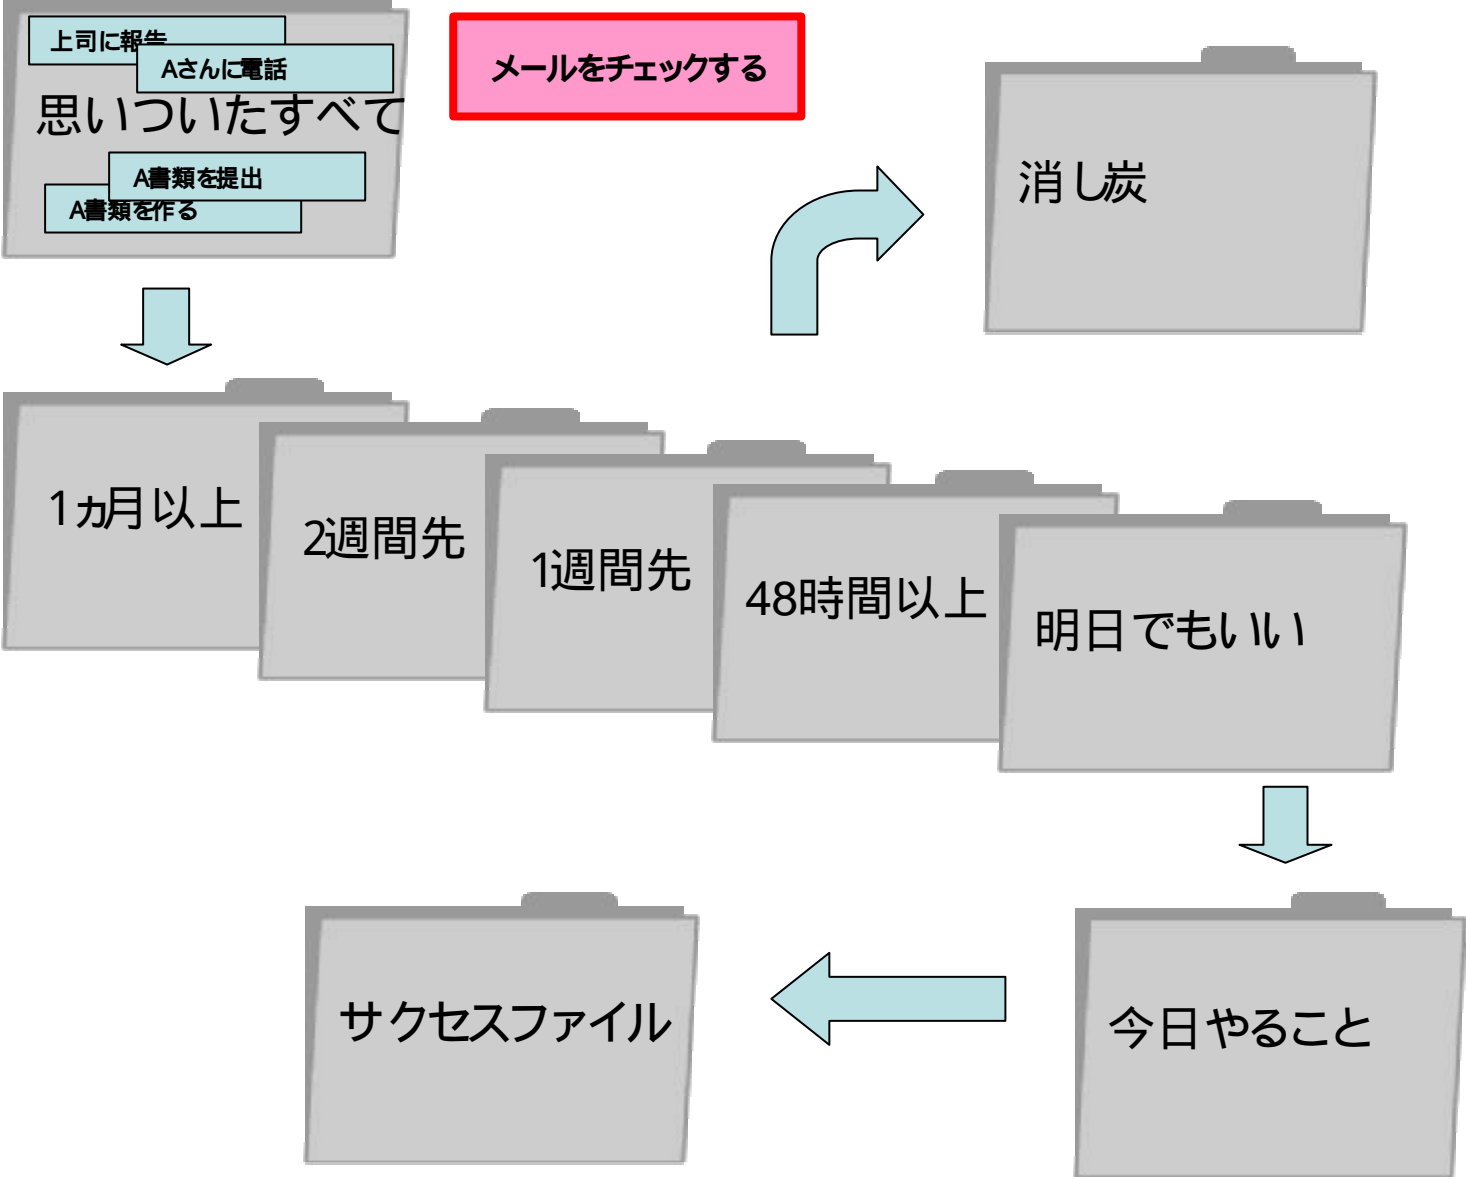 上司に報告
Aさんに電話
思いついたすべて
A書類を提出
A書類を作る
メールをチェックする
消し炭
1ヵ月以上
2週間先
1週間先
48時間以上
明日でもいい
サクセスファイル
今日やること